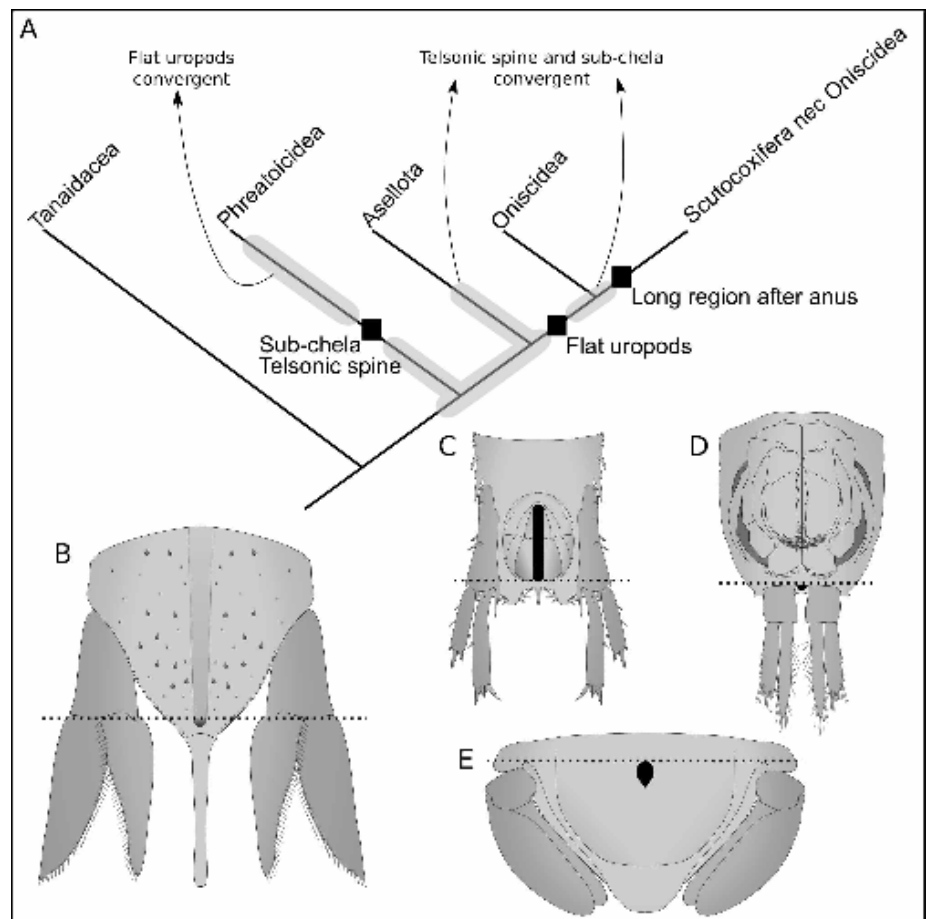 A
Flat uropods
convergent
Telsonic spine and sub-chela
convergent
Tanaidacea
Phreatoicidea
Asellota
Oniscidea
Scutocoxifera nec Oniscidea
Long region after anus
Sub-chela
Telsonic spine
Flat uropods
C
D
B
E